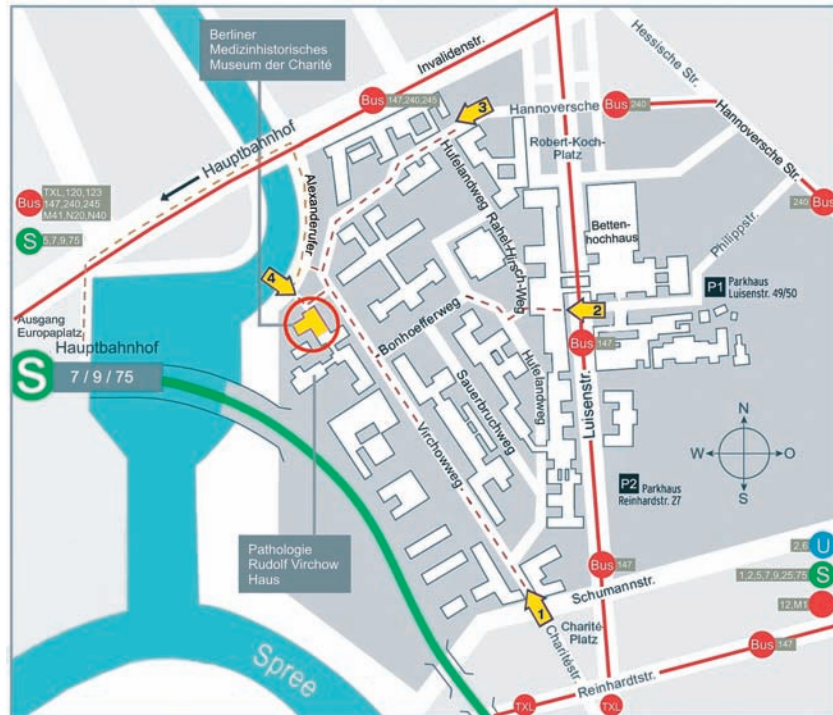 Berliner
Medizinhistorisches
Museum der Charité
Invalidenstr.
Hessische Str.
Bus 147,240,245
3
Hannoversche
Bus 240
Hannoversche Str.
Robert-Koch-
Platz
Hauptbahnhof
Bus
TXL,120,123
147,240,245
M41,N20,N40
S 5,7,9,75
Alexanderufer
Hufelandweg
Rahel-Hirsch-Weg
Betten-
hochhaus
240 Bus
Philippstr.
4
P1 Parkhaus
Luisenstr. 49/50
2
Ausgang
Europaplatz
Hauptbahnhof
S 7 / 9 / 75
Bonhoefferweg
Bus 147
Sauerbruchweg
Hufelandweg
Luisenstr.
Virchowweg
N
W O
S
P2 Parkhaus
Reinhardstr. 27
Pathologie
Rudolf Virchow
Haus
2,6 U
1,2,5,7,9,25,75 S
12,M1
Bus 147
Schumannstr.
1
Charité
Platz
Charitéstr.
Bus 147
Reinhardtstr.
Spree
TXL
TXL